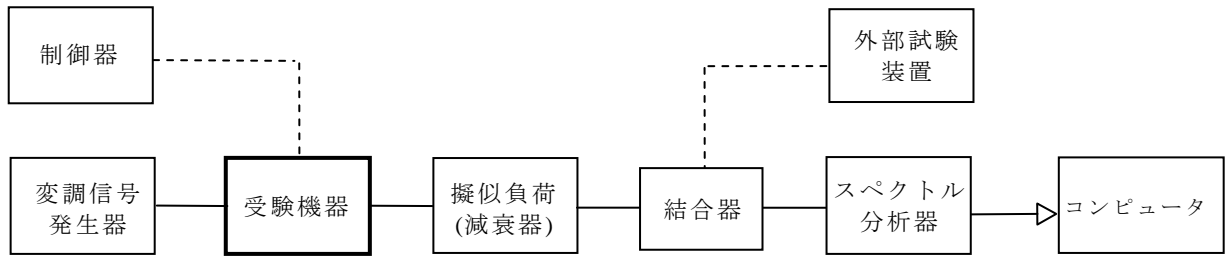 制御器
外部試験
装置
変調信号
発生器
受験機器
擬似負荷
(減衰器)
結合器
スペクトル
分析器
コンピュータ